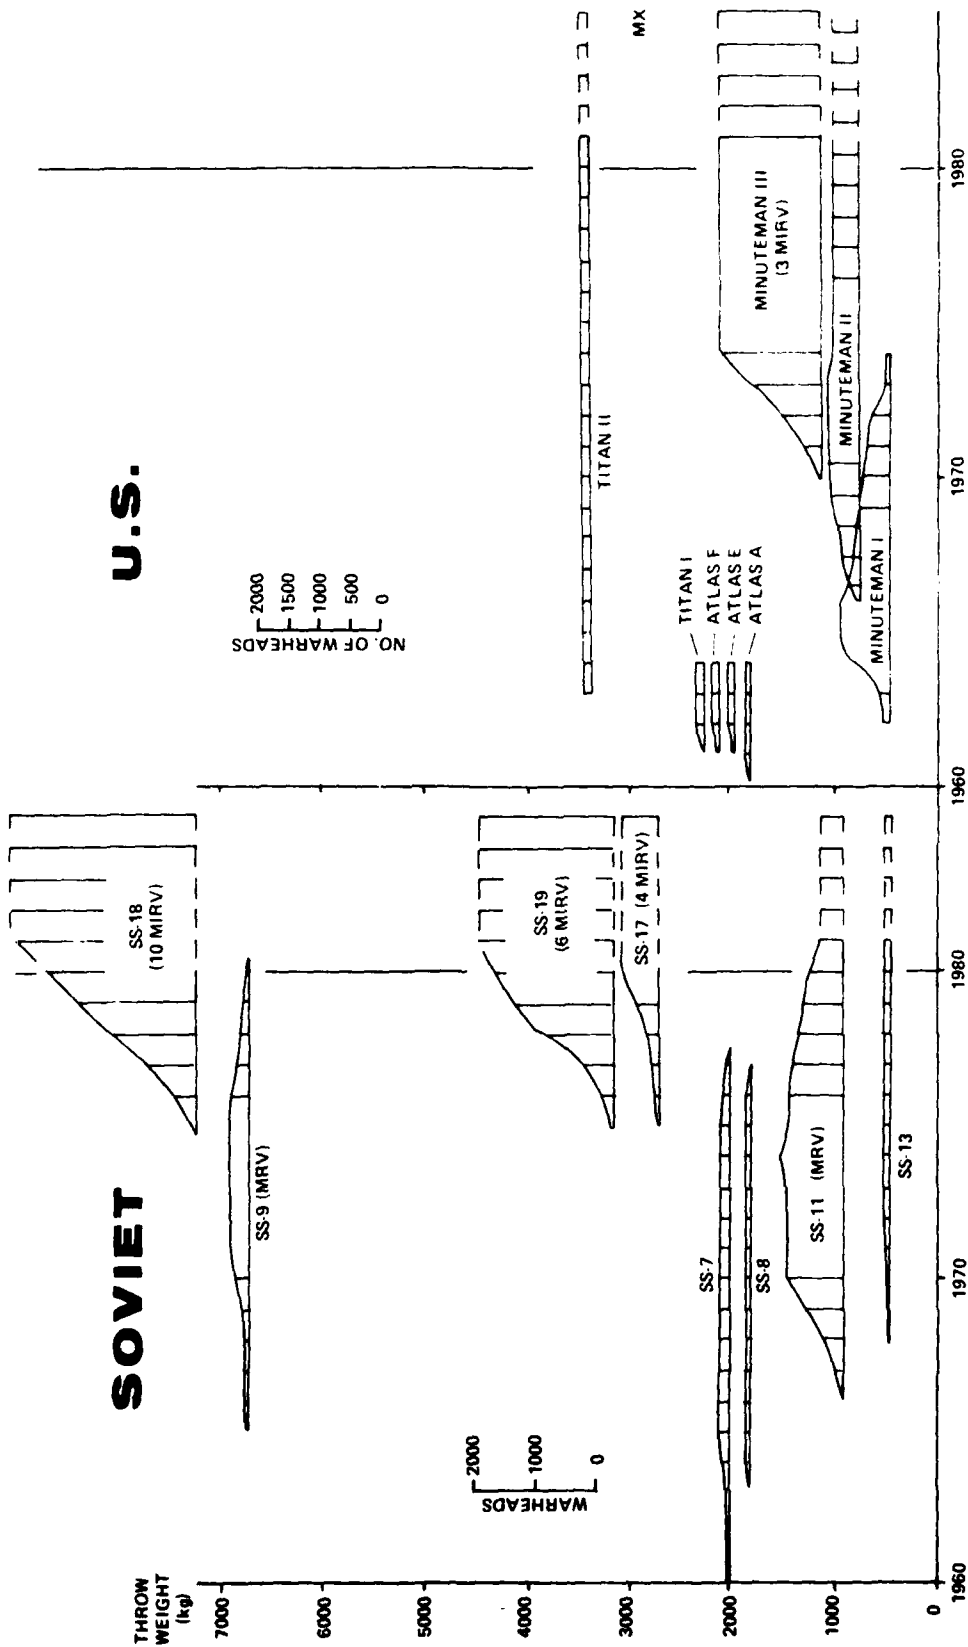 SOVIET
U.S.
THROW
WEIGHT
(kg)
7000
6000
5000
4000
3000
2000
1000
0
1960
1970
1980
WARHEADS
2000
1000
0
SS-18
(10 MIRV)
SS-9 (MRV)
SS-19
(6 MIRV)
SS-17 (4 MIRV)
SS-7
SS-8
SS-11 (MRV)
SS-13
1960
1970
1980
NO. OF WARHEADS
2000
1500
1000
500
0
TITAN II
MX
TITAN I
ATLAS F
ATLAS E
ATLAS A
MINUTEMAN III
(3 MIRV)
MINUTEMAN II
MINUTEMAN I